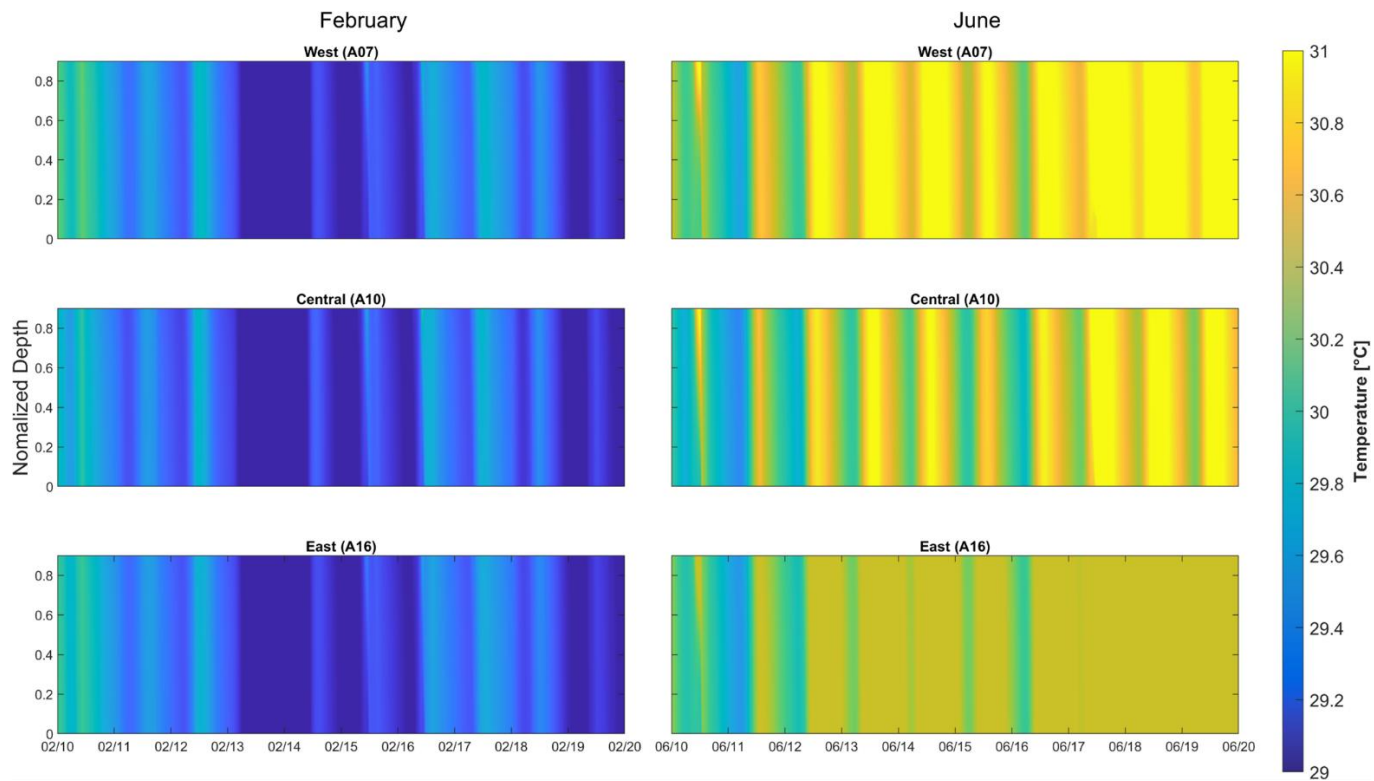 February
June
West (A07)
West (A07)
0.8
0.6
0.4
0.2
0
Central (A10)
Central (A10)
0.8
0.6
0.4
0.2
0
Nomalized Depth
East (A16)
East (A16)
0.8
0.6
0.4
0.2
0
02/10 02/11 02/12 02/13 02/14 02/15 02/16 02/17 02/18 02/19 02/20
06/10 06/11 06/12 06/13 06/14 06/15 06/16 06/17 06/18 06/19 06/20
31
30.8
30.6
30.4
30.2
30
29.8
29.6
29.4
29.2
29
Temperature [°C]